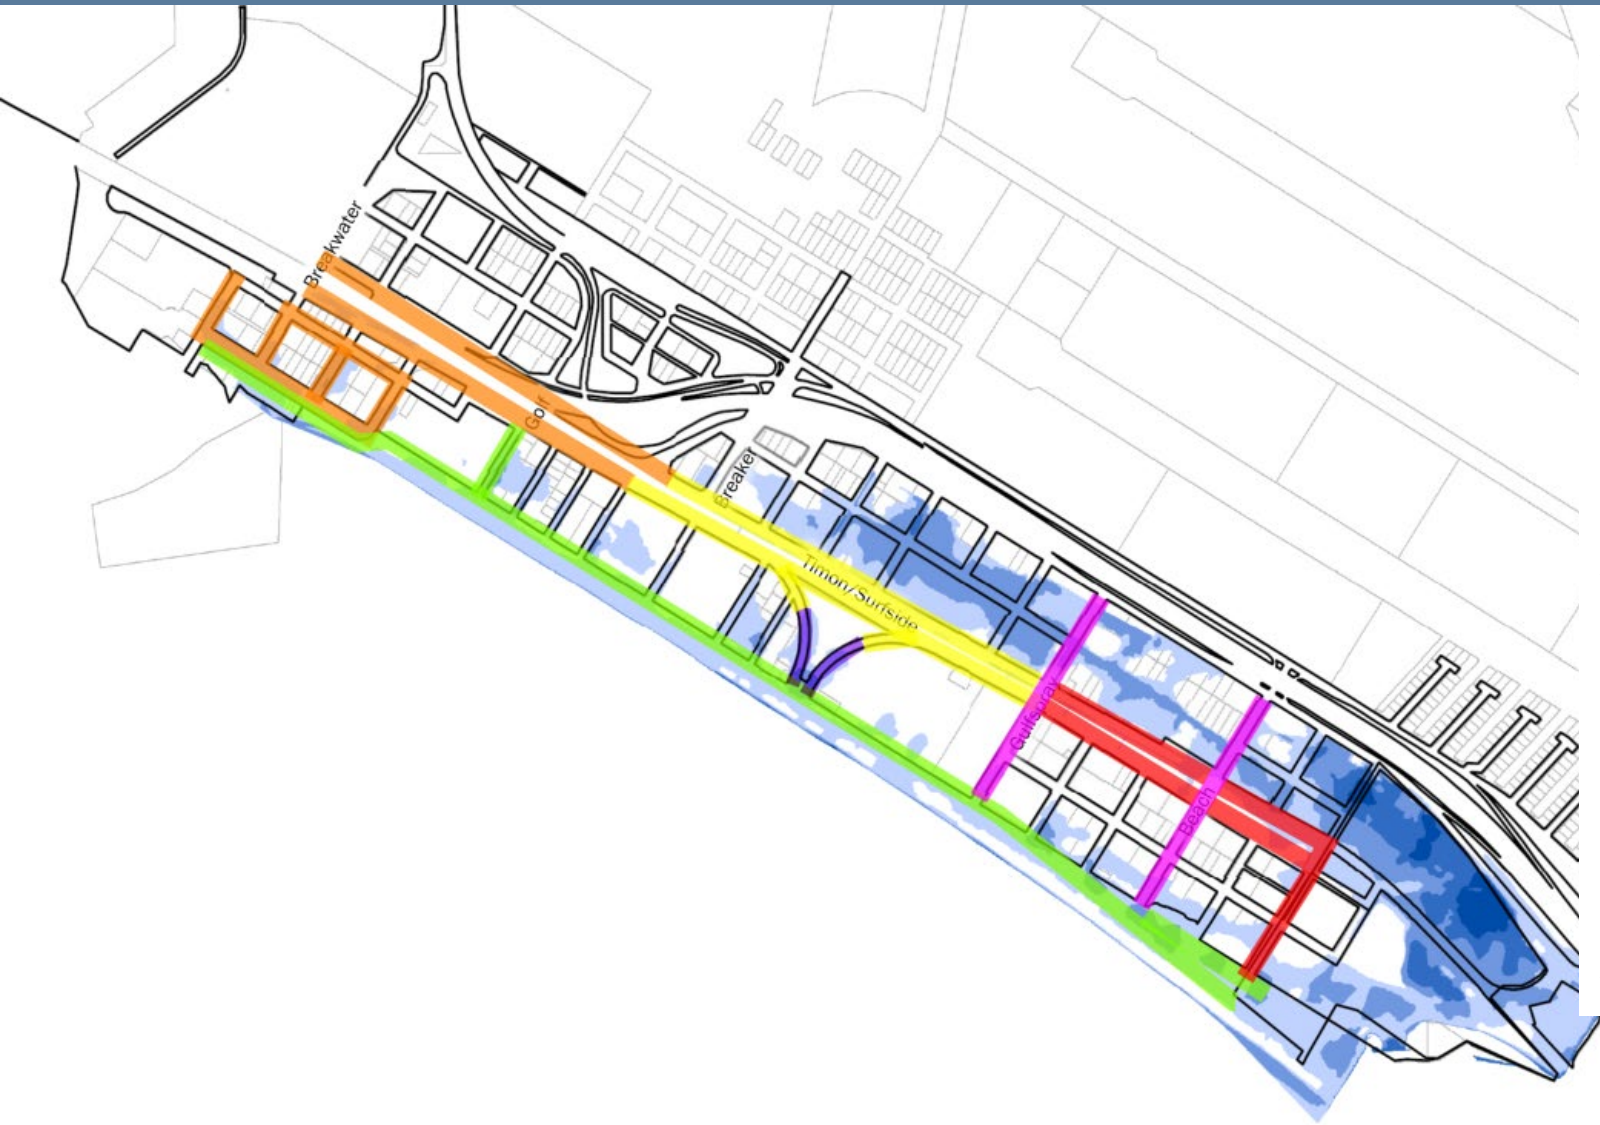 Breakwater
Golf
Breaker
Timon/Surfside
Gulfspray
Beach